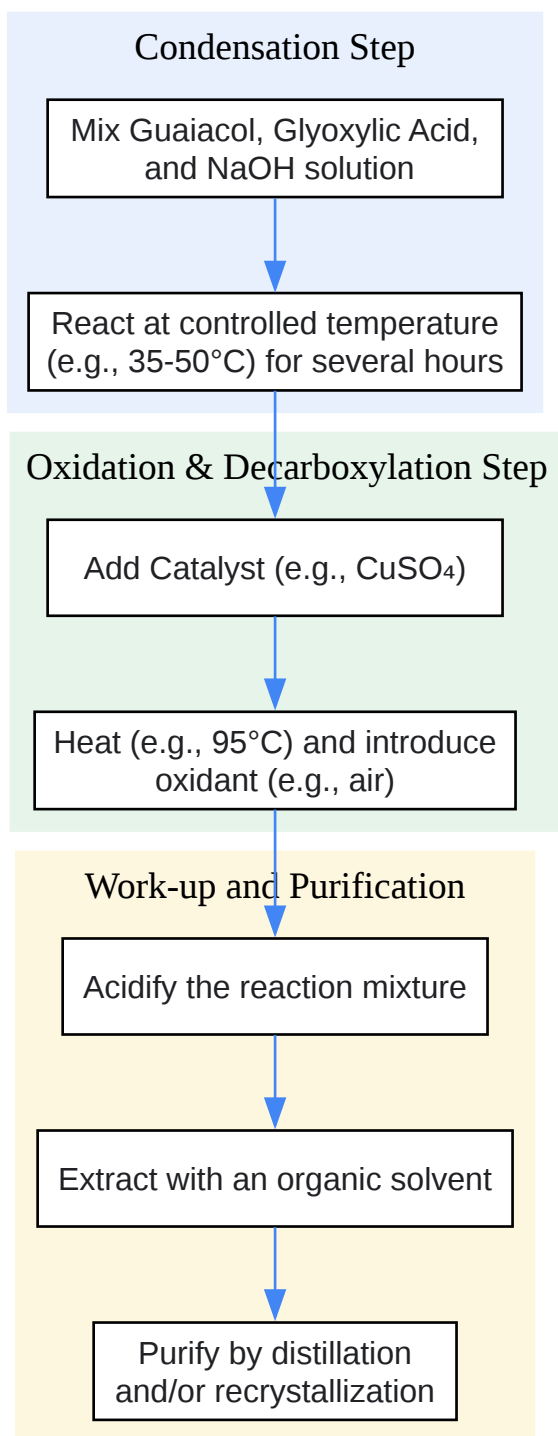 Condensation Step
Mix Guaiacol, Glyoxylic Acid,
and NaOH solution
React at controlled temperature
(e.g., 35-50°C) for several hours
Oxidation & Decarboxylation Step
Add Catalyst (e.g., CuSO₄)
Heat (e.g., 95°C) and introduce
oxidant (e.g., air)
Work-up and Purification
Acidify the reaction mixture
Extract with an organic solvent
Purify by distillation
and/or recrystallization